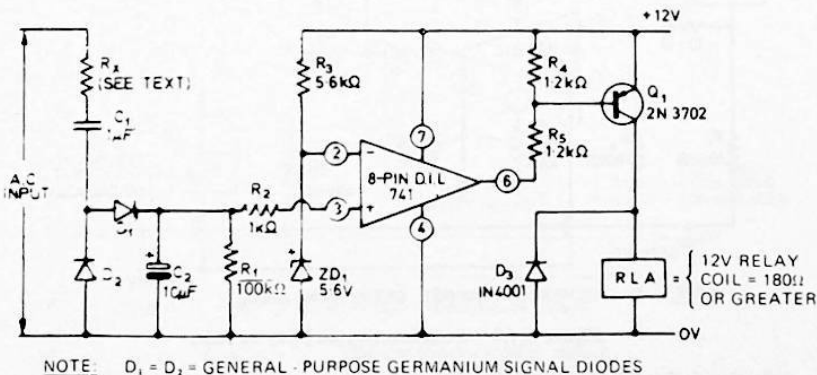 +12V
RX
(SEE TEXT)
C1
1µF
A.C
INPUT
D1
D2
C2
10µF
R1
100kΩ
R2
1kΩ
R3
5·6kΩ
2
−
3
+
7
8-PIN D.I.L
741
6
4
ZD1
5·6V
R4
1·2kΩ
R5
1·2kΩ
Q1
2N 3702
D3
IN4001
RLA
=
12V RELAY
COIL = 180Ω
OR GREATER
0V
NOTE: D1 = D2 = GENERAL - PURPOSE GERMANIUM SIGNAL DIODES